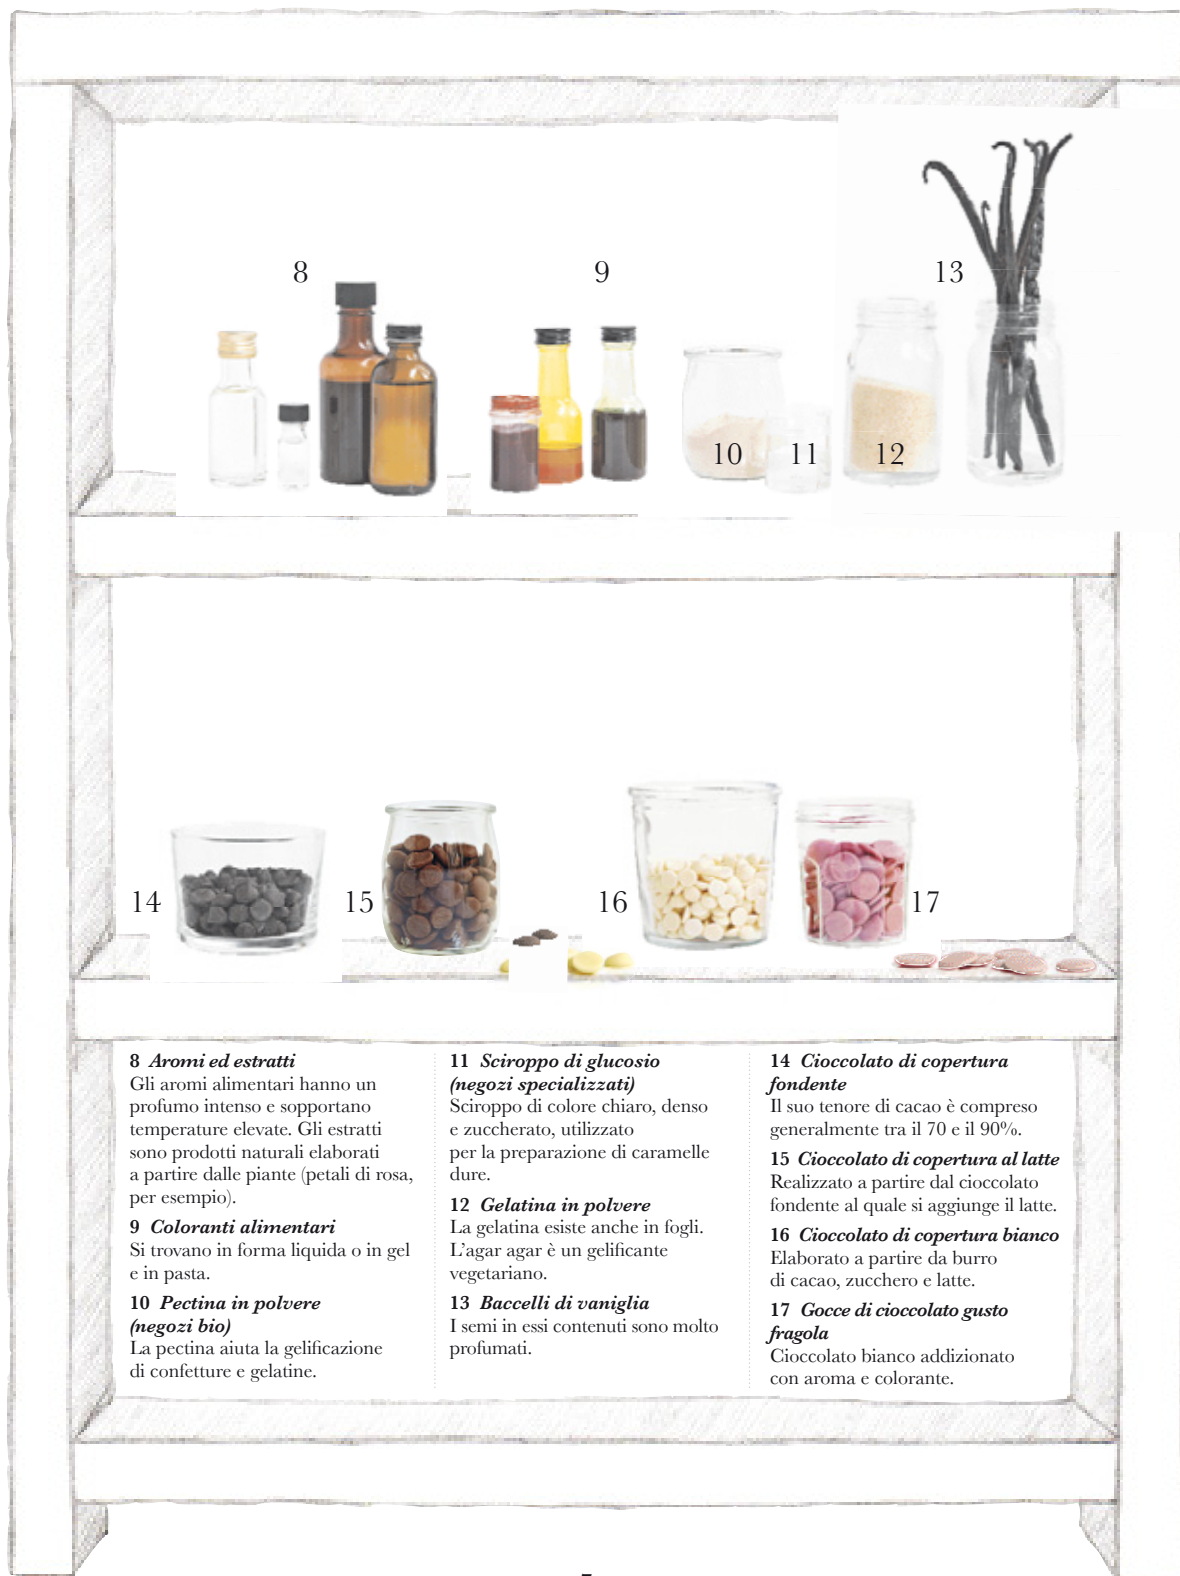 8
9
13
10
11
12
14
15
16
17
8 Aromi ed estratti
Gli aromi alimentari hanno un
profumo intenso e sopportano
temperature elevate. Gli estratti
sono prodotti naturali elaborati
a partire dalle piante (petali di rosa,
per esempio).
9 Coloranti alimentari
Si trovano in forma liquida o in gel
e in pasta.
10 Pectina in polvere
(negozi bio)
La pectina aiuta la gelificazione
di confetture e gelatine.
11 Sciroppo di glucosio
(negozi specializzati)
Sciroppo di colore chiaro, denso
e zuccherato, utilizzato
per la preparazione di caramelle
dure.
12 Gelatina in polvere
La gelatina esiste anche in fogli.
L’agar agar è un gelificante
vegetariano.
13 Baccelli di vaniglia
I semi in essi contenuti sono molto
profumati.
14 Cioccolato di copertura
fondente
Il suo tenore di cacao è compreso
generalmente tra il 70 e il 90%.
15 Cioccolato di copertura al latte
Realizzato a partire dal cioccolato
fondente al quale si aggiunge il latte.
16 Cioccolato di copertura bianco
Elaborato a partire da burro
di cacao, zucchero e latte.
17 Gocce di cioccolato gusto
fragola
Cioccolato bianco addizionato
con aroma e colorante.